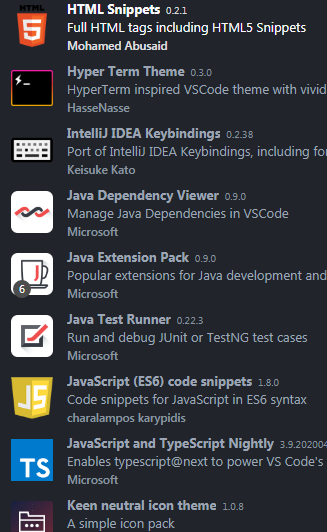 HTML Snippets 0.2.1
Full HTML tags including HTML5 Snippets
Mohamed Abusaid
Hyper Term Theme 0.3.0
HyperTerm inspired VSCode theme with vivid
HasseNasse
IntelliJ IDEA Keybindings 0.2.38
Port of IntelliJ IDEA Keybindings, including for
Keisuke Kato
Java Dependency Viewer 0.9.0
Manage Java Dependencies in VSCode
Microsoft
Java Extension Pack 0.9.0
Popular extensions for Java development and
6 Microsoft
Java Test Runner 0.22.3
Run and debug JUnit or TestNG test cases
Microsoft
JS JavaScript (ES6) code snippets 1.8.0
Code snippets for JavaScript in ES6 syntax
charalampos karypidis
TS JavaScript and TypeScript Nightly 3.9.202004
Enables typescript@next to power VS Code's
Microsoft
Keen neutral icon theme 1.0.8
A simple icon pack